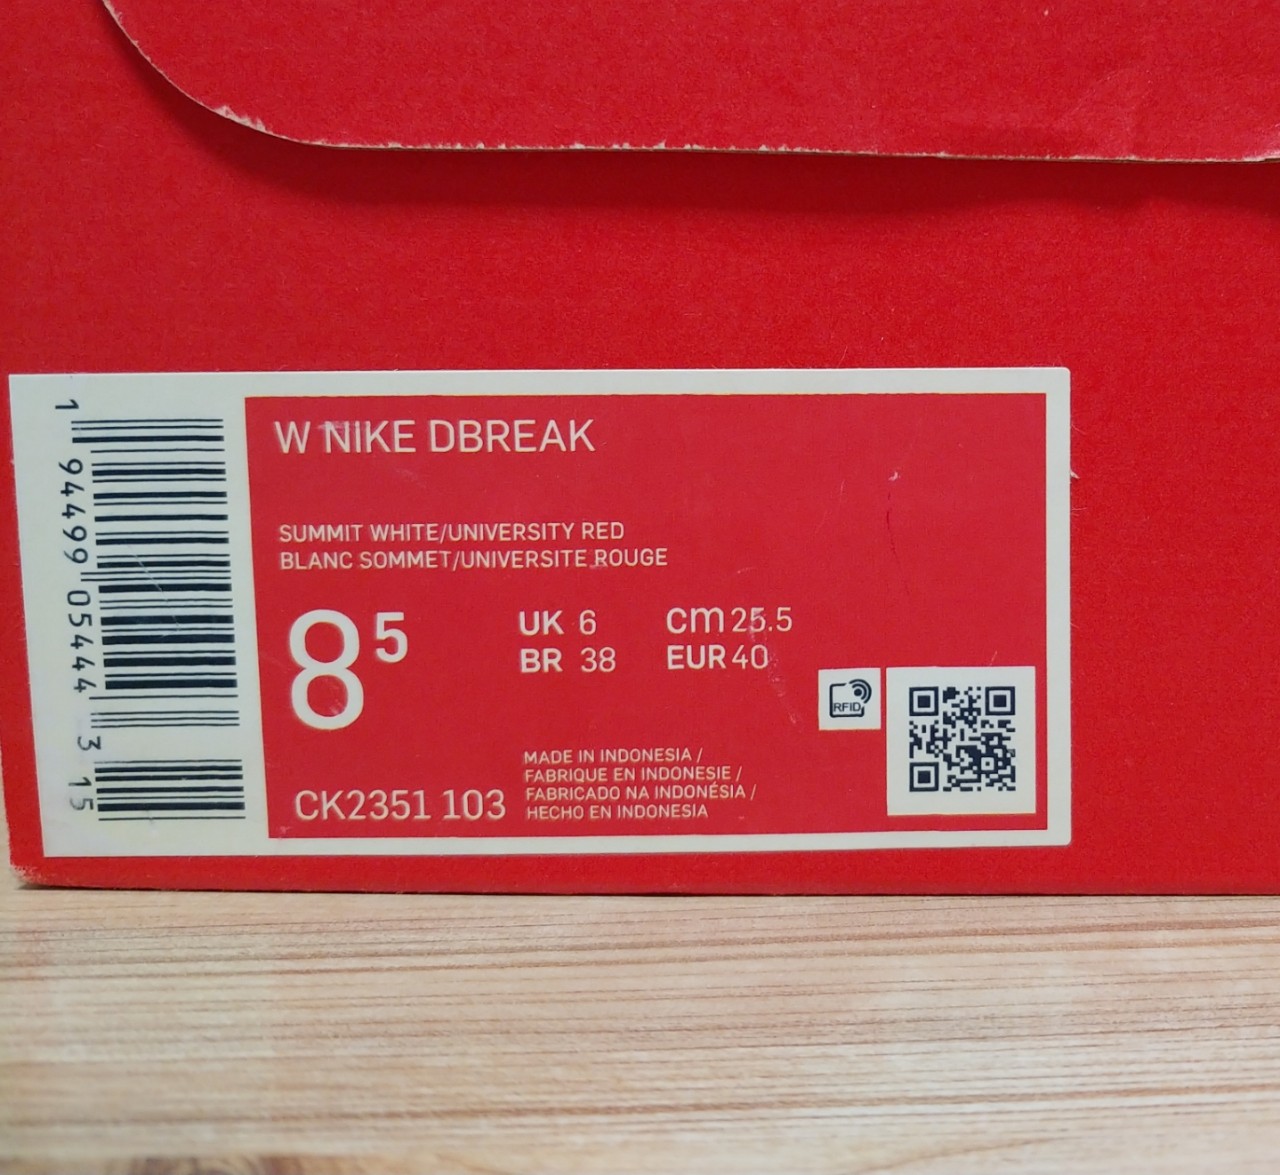 W NIKE DBREAK
SUMMIT WHITE/UNIVERSITY RED
BLANC SOMMET/UNIVERSITE ROUGE
8 5
UK 6
BR 38
cm 25.5
EUR 40
RFID
CK2351 103
MADE IN INDONESIA /
FABRIQUE EN INDONESIE /
FABRICADO NA INDONÉSIA /
HECHO EN INDONESIA
1 94499 05444 3 15